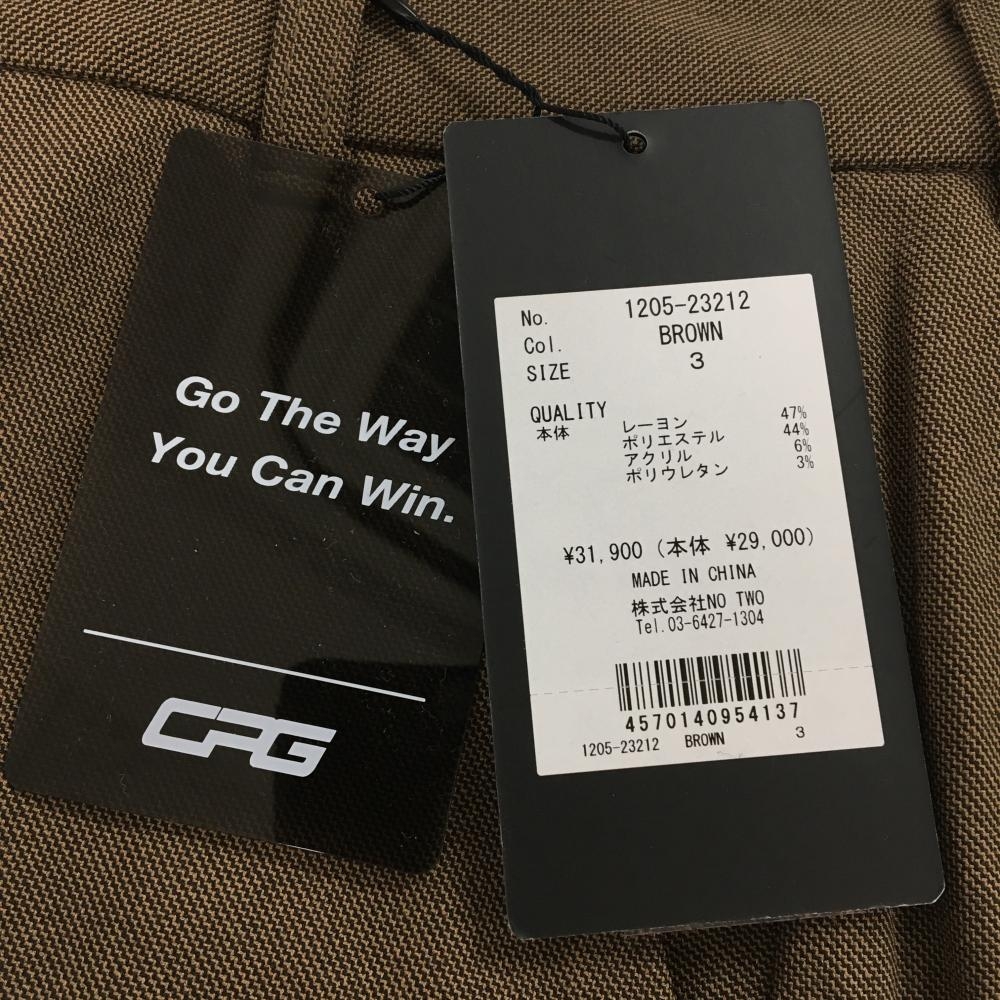 Go The Way
You Can Win.
CPG
No. 1205-23212
Col. BROWN
SIZE 3
QUALITY
本体 レーヨン 47%
ポリエステル 44%
アクリル 6%
ポリウレタン 3%
¥31,900 (本体 ¥29,000)
MADE IN CHINA
株式会社NO TWO
Tel.03-6427-1304
4570140954137
1205-23212 BROWN 3